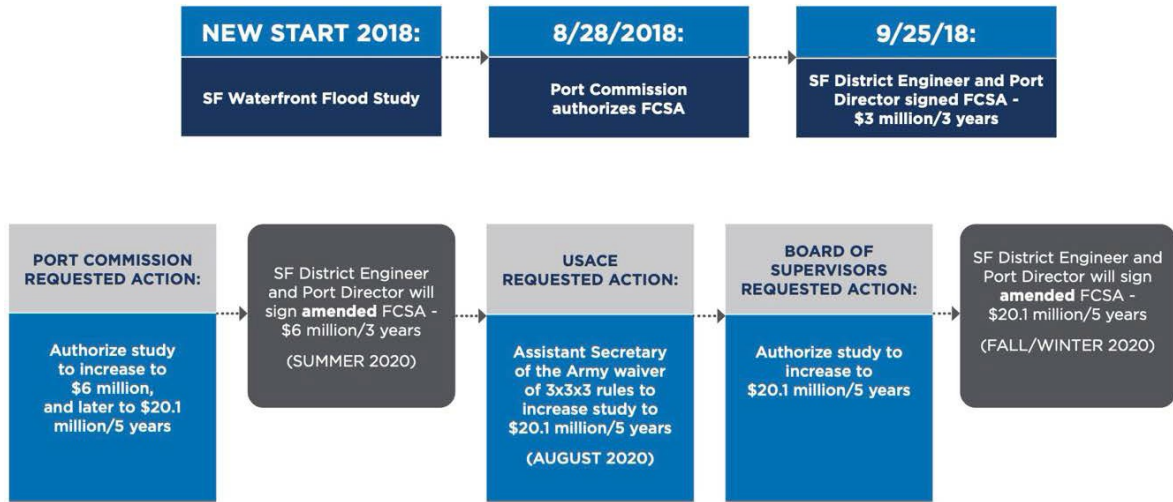 NEW START 2018:
SF Waterfront Flood Study
8/28/2018:
Port Commission
authorizes FCSA
9/25/18:
SF District Engineer and Port
Director signed FCSA -
$3 million/3 years
PORT COMMISSION
REQUESTED ACTION:
Authorize study
to increase to
$6 million,
and later to $20.1
million/5 years
SF District Engineer
and Port Director will
sign amended FCSA -
$6 million/3 years
(SUMMER 2020)
USACE
REQUESTED ACTION:
Assistant Secretary
of the Army waiver
of 3x3x3 rules to
increase study to
$20.1 million/5 years
(AUGUST 2020)
BOARD OF
SUPERVISORS
REQUESTED ACTION:
Authorize study to
increase to
$20.1 million/5 years
SF District Engineer and
Port Director will sign
amended FCSA -
$20.1 million/5 years
(FALL/WINTER 2020)